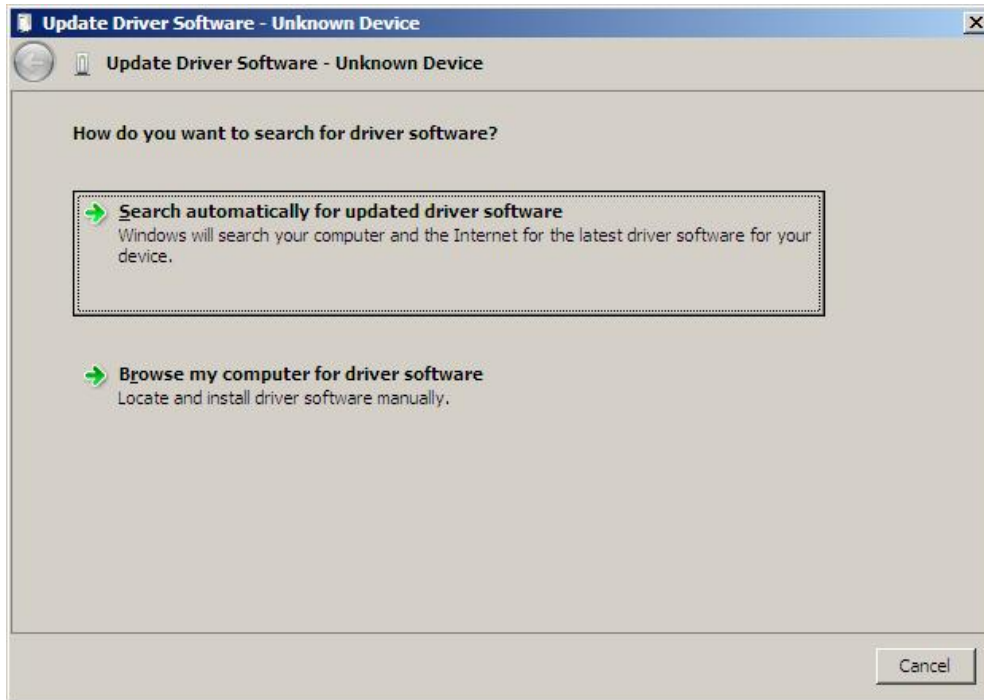 Update Driver Software - Unknown Device
Update Driver Software - Unknown Device
How do you want to search for driver software?
Search automatically for updated driver software
Windows will search your computer and the Internet for the latest driver software for your
device.
Browse my computer for driver software
Locate and install driver software manually.
Cancel